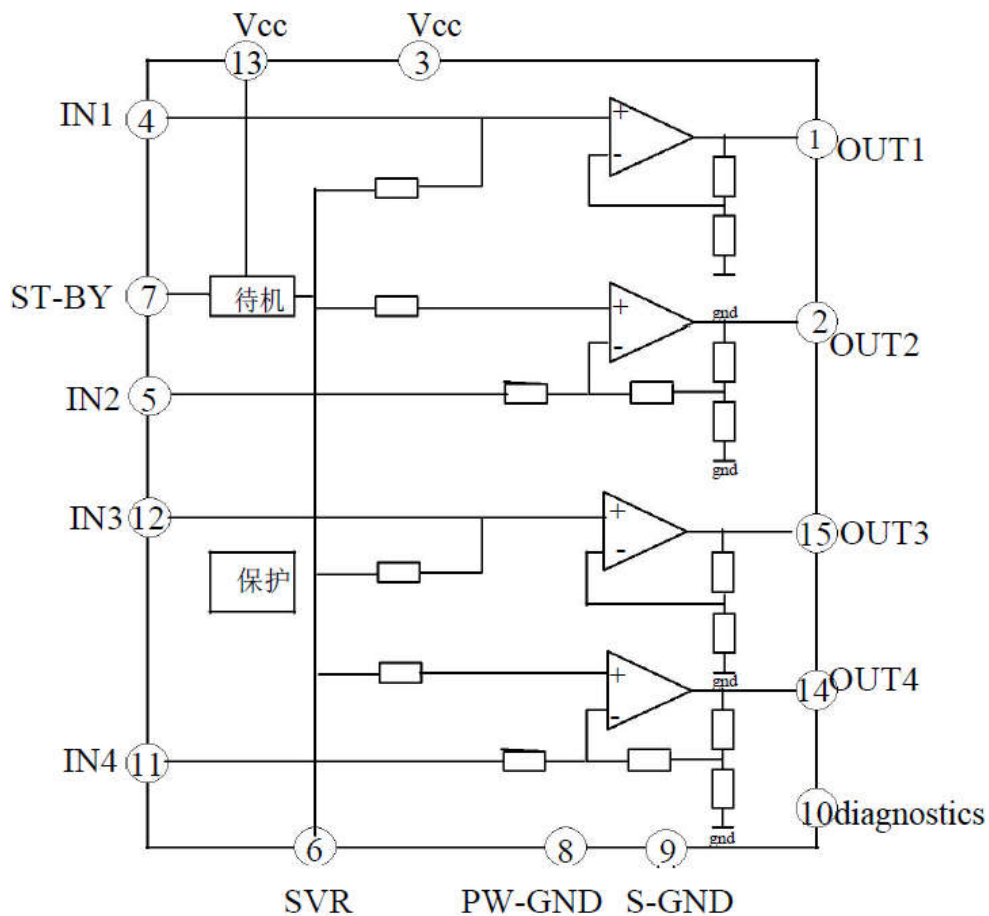 Vcc Vcc
13 3
IN1 4
+
-
1 OUT1
ST-BY 7
待机
+
-
gnd
2 OUT2
IN2 5
gnd
IN3 12
+
-
15 OUT3
保护
+
-
gnd
14 OUT4
IN4 11
10 diagnostics
gnd
6 8 9
SVR PW-GND S-GND